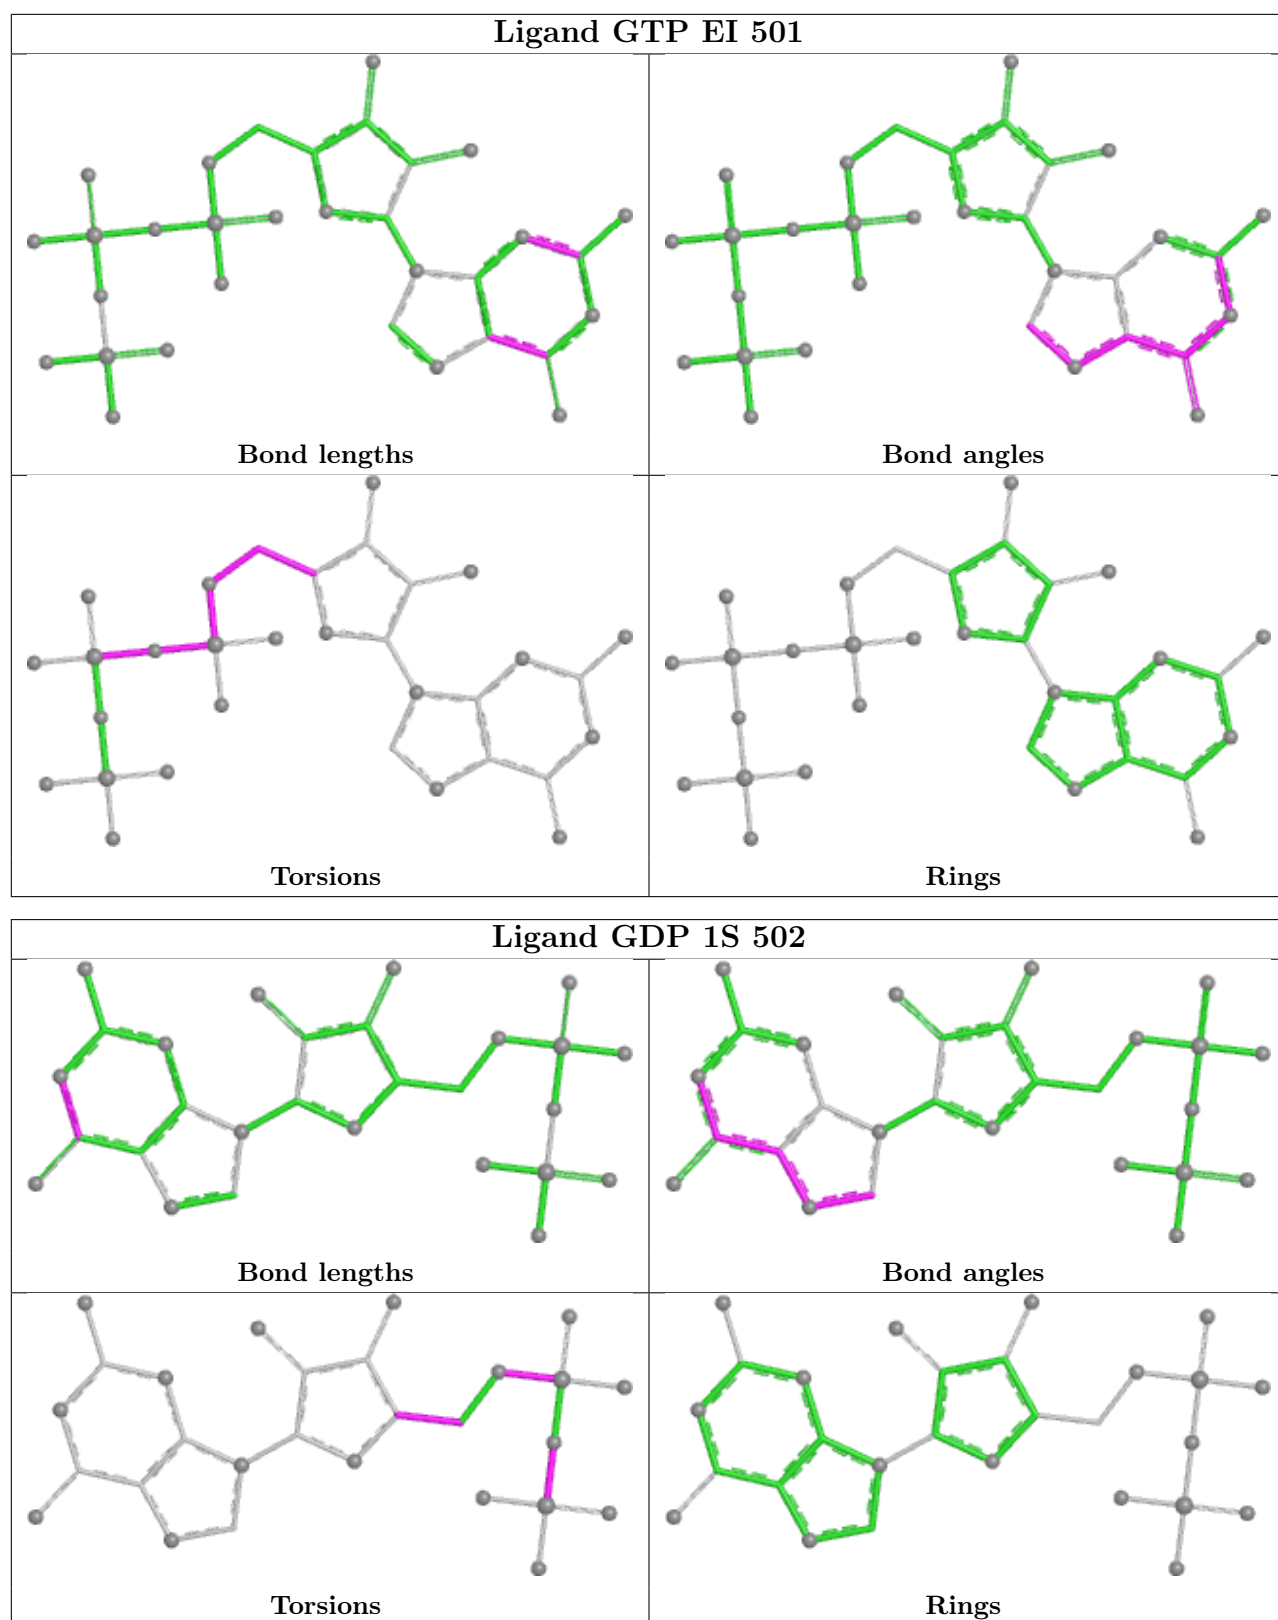 Ligand GTP EI 501
Bond lengths
Bond angles
Torsions
Rings
Ligand GDP 1S 502
Bond lengths
Bond angles
Torsions
Rings